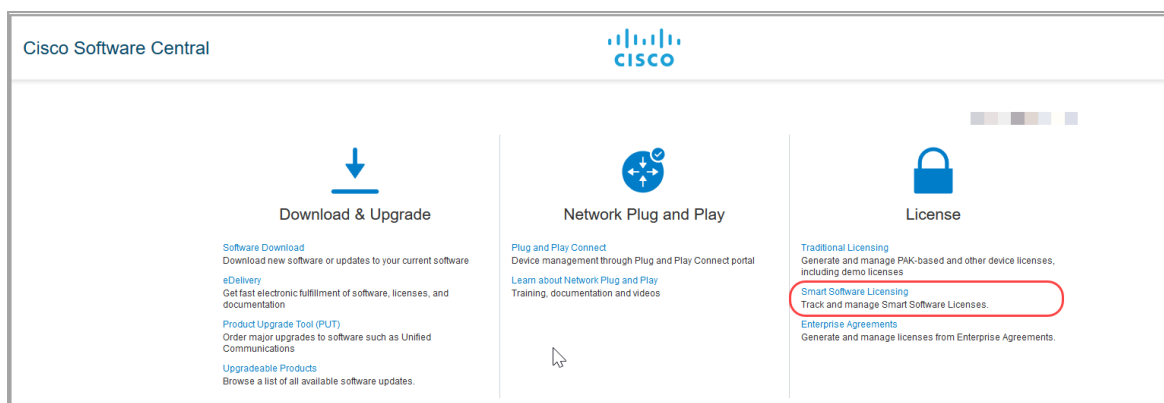 Cisco Software Central
CISCO
Download & Upgrade
Software Download
Download new software or updates to your current software
eDelivery
Get fast electronic fulfillment of software, licenses, and
documentation
Product Upgrade Tool (PUT)
Order major upgrades to software such as Unified
Communications
Upgradeable Products
Browse a list of all available software updates.
Network Plug and Play
Plug and Play Connect
Device management through Plug and Play Connect portal
Learn about Network Plug and Play
Training, documentation and videos
License
Traditional Licensing
Generate and manage PAK-based and other device licenses,
including demo licenses
Smart Software Licensing
Track and manage Smart Software Licenses.
Enterprise Agreements
Generate and manage licenses from Enterprise Agreements.